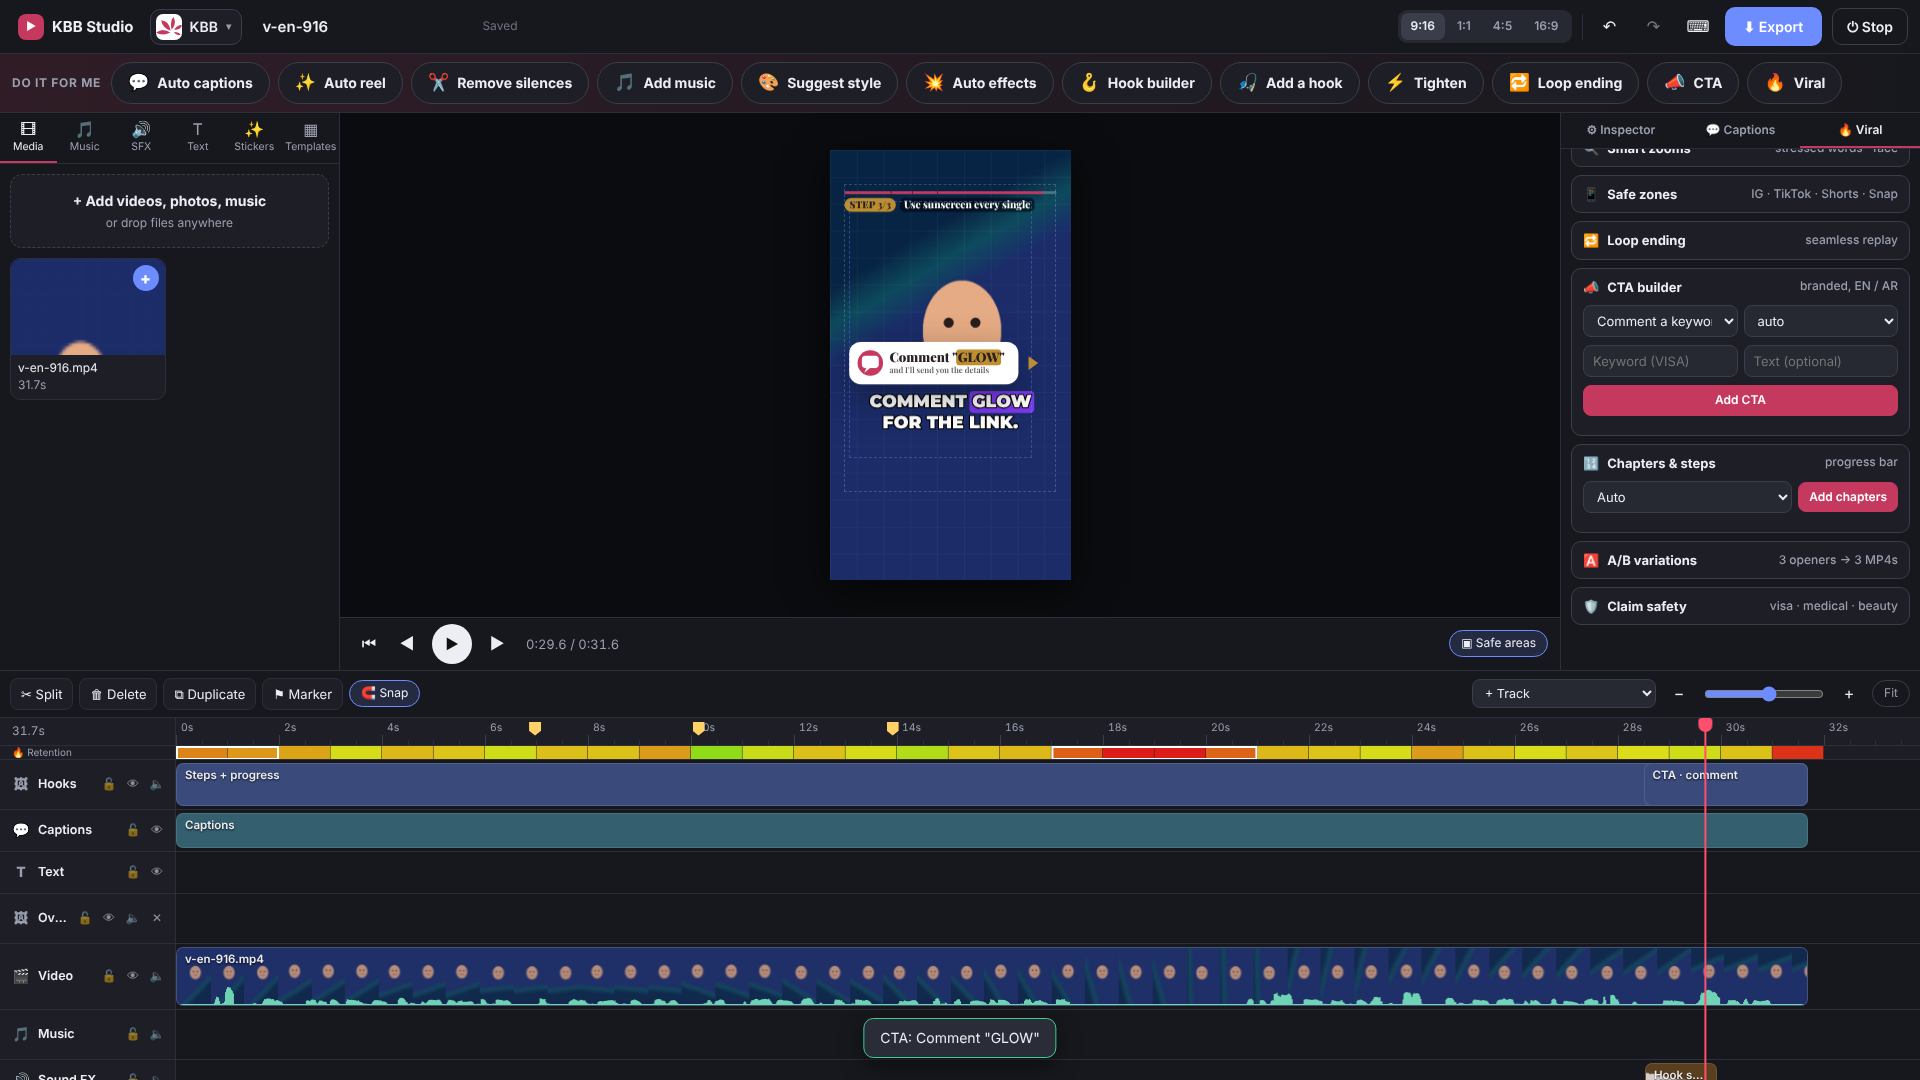 KBB Studio
KBB
v-en-916
Saved
9:16
1:1
4:5
16:9
Export
Stop
DO IT FOR ME
Auto captions
Auto reel
Remove silences
Add music
Suggest style
Auto effects
Hook builder
Add a hook
Tighten
Loop ending
CTA
Viral
Media
Music
SFX
Text
Stickers
Templates
+ Add videos, photos, music
or drop files anywhere
v-en-916.mp4
31.7s
STEP 3/3
Use sunscreen every single
Comment "GLOW"
and I'll send you the details
COMMENT GLOW
FOR THE LINK.
0:29.6 / 0:31.6
Safe areas
Inspector
Captions
Viral
Smart zooms
stressed words · face
Safe zones
IG · TikTok · Shorts · Snap
Loop ending
seamless replay
CTA builder
branded, EN / AR
Comment a keywor
auto
Keyword (VISA)
Text (optional)
Add CTA
Chapters & steps
progress bar
Auto
Add chapters
A/B variations
3 openers → 3 MP4s
Claim safety
visa · medical · beauty
Split
Delete
Duplicate
Marker
Snap
+ Track
Fit
31.7s
0s
2s
4s
6s
8s
12s
14s
16s
18s
20s
22s
24s
26s
28s
30s
32s
Retention
Hooks
Steps + progress
CTA · comment
Captions
Captions
Text
Ov...
Video
v-en-916.mp4
Music
CTA: Comment "GLOW"
Sound FX
Hook s...